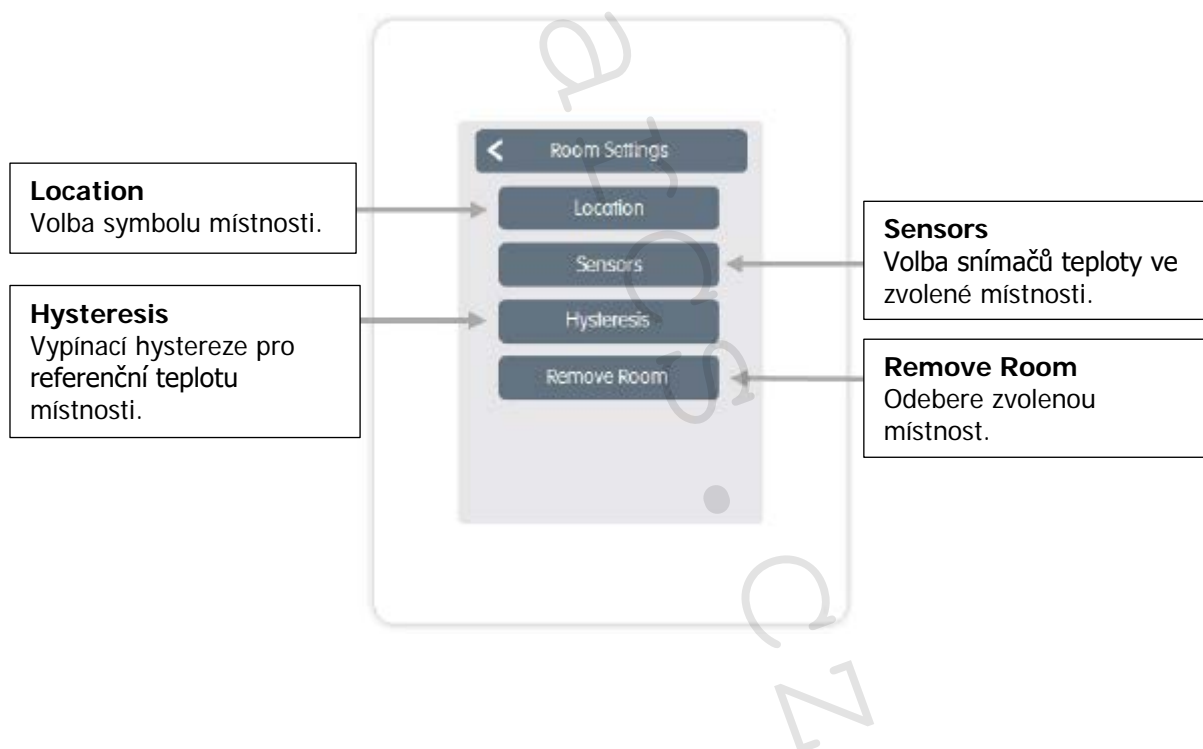 Location
Volba symbolu místnosti.
Hysteresis
Vypínací hystereze pro
referenční teplotu
místnosti.
Room Settings
Location
Sensors
Hysteresis
Remove Room
Sensors
Volba snímačů teploty ve
zvolené místnosti.
Remove Room
Odebere zvolenou
místnost.